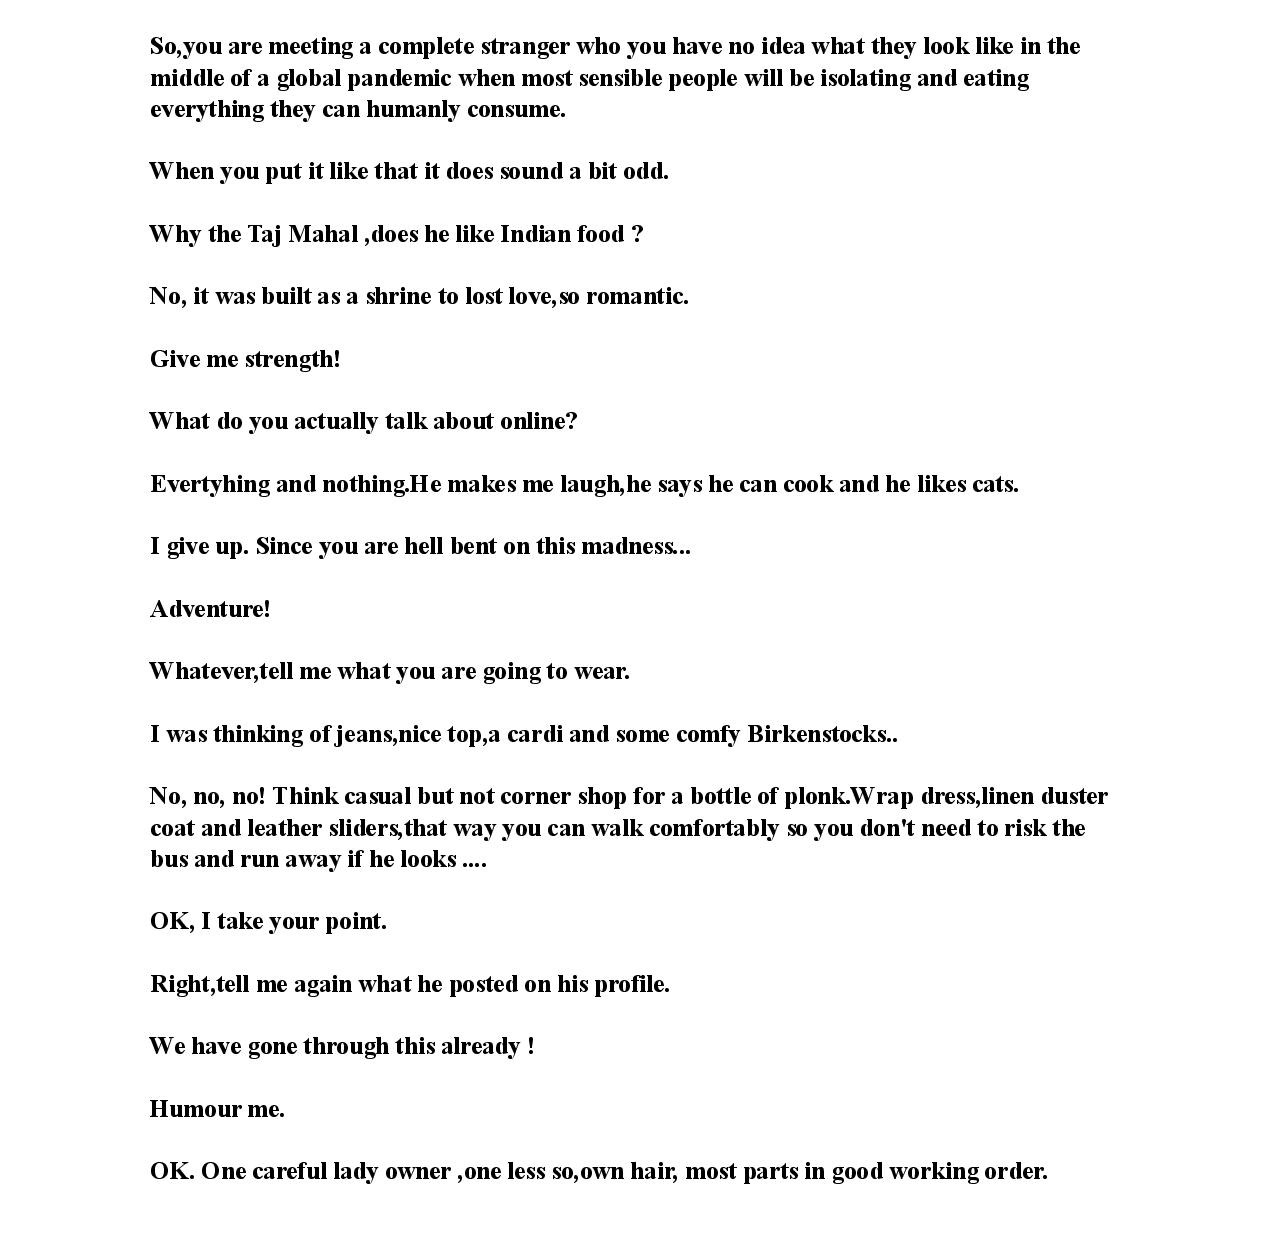 So,you are meeting a complete stranger who you have no idea what they look like in the
middle of a global pandemic when most sensible people will be isolating and eating
everything they can humanly consume.
When you put it like that it does sound a bit odd.
Why the Taj Mahal ,does he like Indian food ?
No, it was built as a shrine to lost love,so romantic.
Give me strength!
What do you actually talk about online?
Evertyhing and nothing.He makes me laugh,he says he can cook and he likes cats.
I give up. Since you are hell bent on this madness...
Adventure!
Whatever,tell me what you are going to wear.
I was thinking of jeans,nice top,a cardi and some comfy Birkenstocks..
No, no, no! Think casual but not corner shop for a bottle of plonk.Wrap dress,linen duster
coat and leather sliders,that way you can walk comfortably so you don't need to risk the
bus and run away if he looks ....
OK, I take your point.
Right,tell me again what he posted on his profile.
We have gone through this already !
Humour me.
OK. One careful lady owner ,one less so,own hair, most parts in good working order.